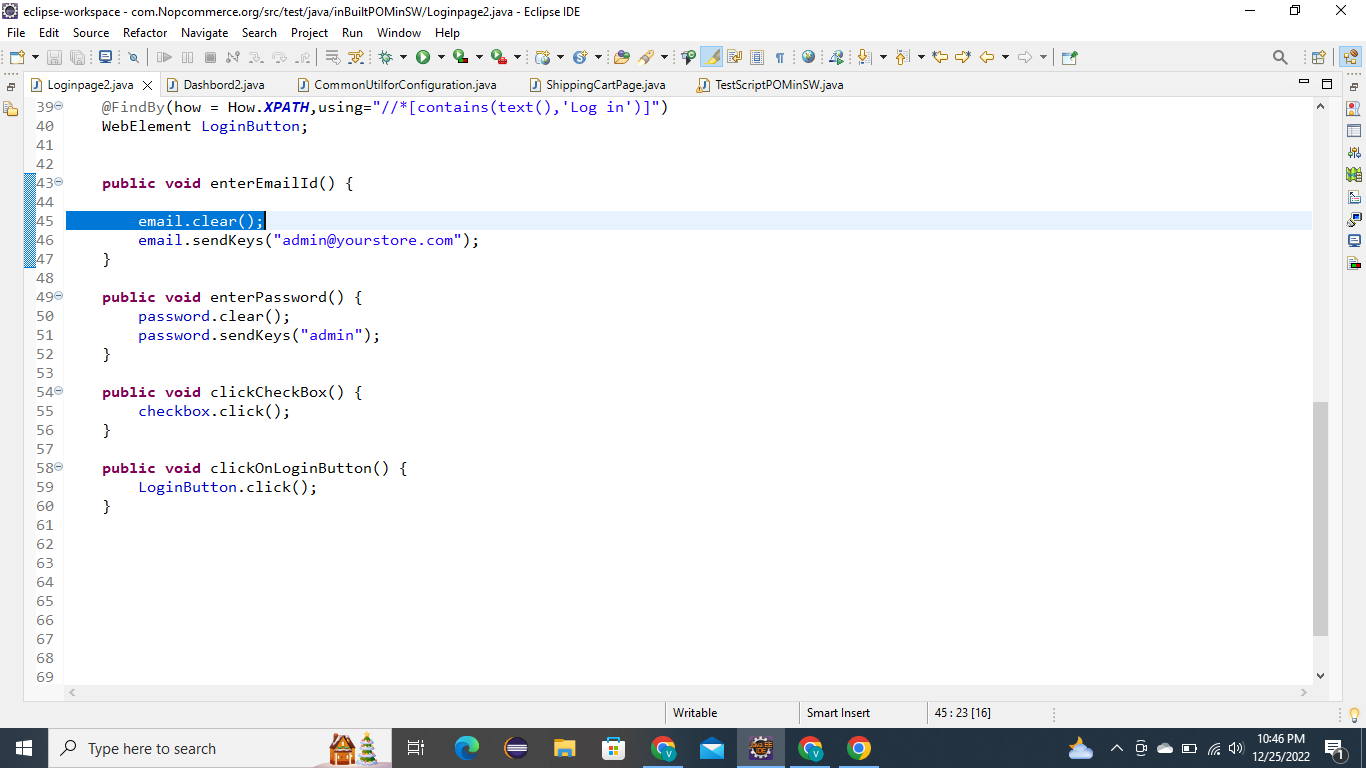 eclipse-workspace - com.Nopcommerce.org/src/test/java/inBuiltPOMinSW/Loginpage2.java - Eclipse IDE
File Edit Source Refactor Navigate Search Project Run Window Help
Loginpage2.java Dashbord2.java CommonUtilforConfiguration.java ShippingCartPage.java TestScriptPOMinSW.java
39 @FindBy(how = How.XPATH,using="//*[contains(text(),'Log in')]")
40 WebElement LoginButton;
41
42
43 public void enterEmailId() {
44
45 email.clear();
46 email.sendKeys("admin@yourstore.com");
47 }
48
49 public void enterPassword() {
50 password.clear();
51 password.sendKeys("admin");
52 }
53
54 public void clickCheckBox() {
55 checkbox.click();
56 }
57
58 public void clickOnLoginButton() {
59 LoginButton.click();
60 }
61
62
63
64
65
66
67
68
69
Writable Smart Insert 45 : 23 [16]
Type here to search
10:46 PM
12/25/2022
1